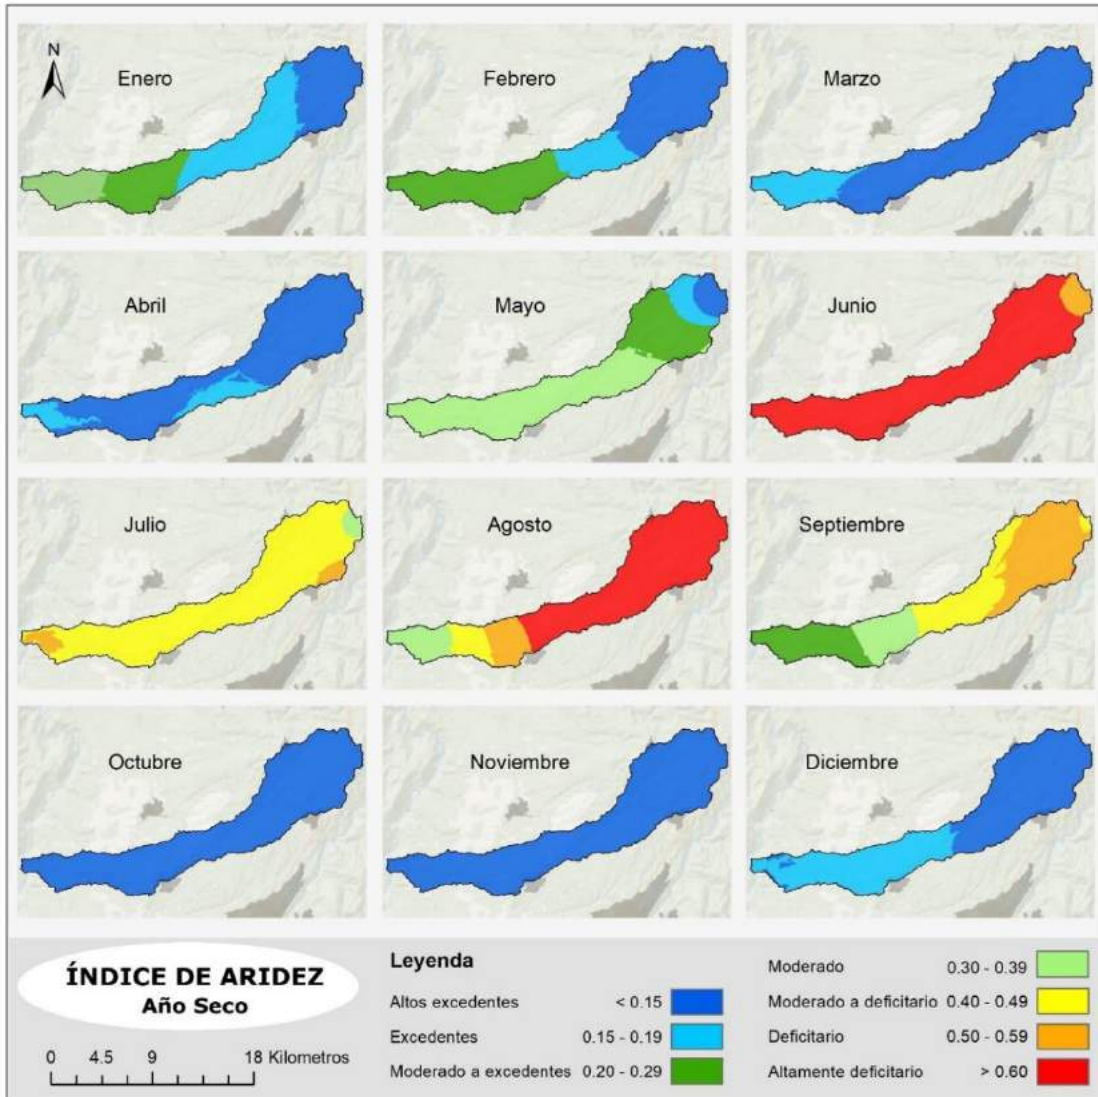 N
Enero
Febrero
Marzo
Abril
Mayo
Junio
Julio
Agosto
Septiembre
Octubre
Noviembre
Diciembre
ÍNDICE DE ARIDEZ
Año Seco
0 4.5 9 18 Kilometros
Leyenda
Altos excedentes < 0.15
Excedentes 0.15 - 0.19
Moderado a excedentes 0.20 - 0.29
Moderado 0.30 - 0.39
Moderado a deficitario 0.40 - 0.49
Deficitario 0.50 - 0.59
Altamente deficitario > 0.60